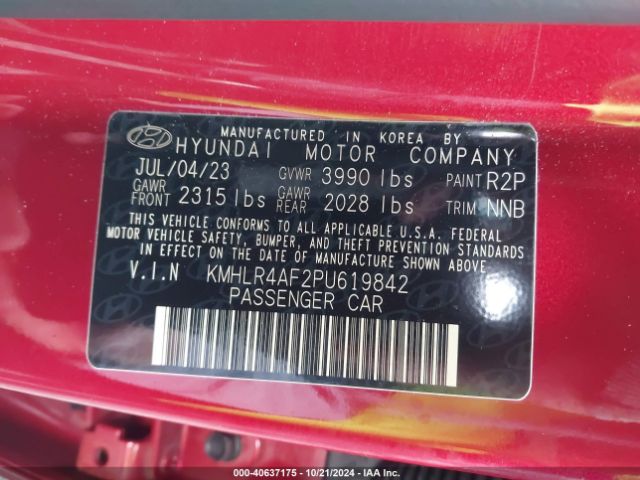 MANUFACTURED IN KOREA BY
HYUNDAI MOTOR COMPANY
JUL/04/23 GVWR 3990 lbs PAINT R2P
GAWR FRONT 2315 lbs GAWR REAR 2028 lbs TRIM NNB
THIS VEHICLE CONFORMS TO ALL APPLICABLE U.S.A. FEDERAL
MOTOR VEHICLE SAFETY, BUMPER, AND THEFT PREVENTION STANDARDS
IN EFFECT ON THE DATE OF MANUFACTURE SHOWN ABOVE.
V.I.N KMHLR4AF2PU619842
PASSENGER CAR
000-40637175 | 10/21/2024 | IAA Inc.